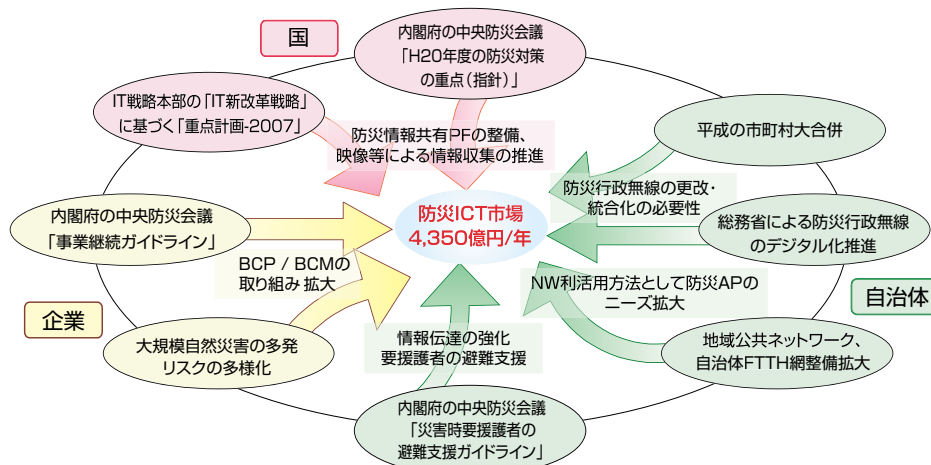 国
内閣府の中央防災会議
「H20年度の防災対策
の重点(指針)」
IT戦略本部の「IT新改革戦略」
に基づく「重点計画-2007」
防災情報共有PFの整備、
映像等による情報収集の推進
平成の市町村大合併
防災行政無線の更改・
統合化の必要性
内閣府の中央防災会議
「事業継続ガイドライン」
防災ICT市場
4,350億円/年
総務省による防災行政無線
のデジタル化推進
BCP / BCMの
取り組み 拡大
NW利活用方法として防災APの
ニーズ拡大
自治体
企業
大規模自然災害の多発
リスクの多様化
情報伝達の強化
要援護者の避難支援
地域公共ネットワーク、
自治体FTTH網整備拡大
内閣府の中央防災会議
「災害時要援護者の
避難支援ガイドライン」